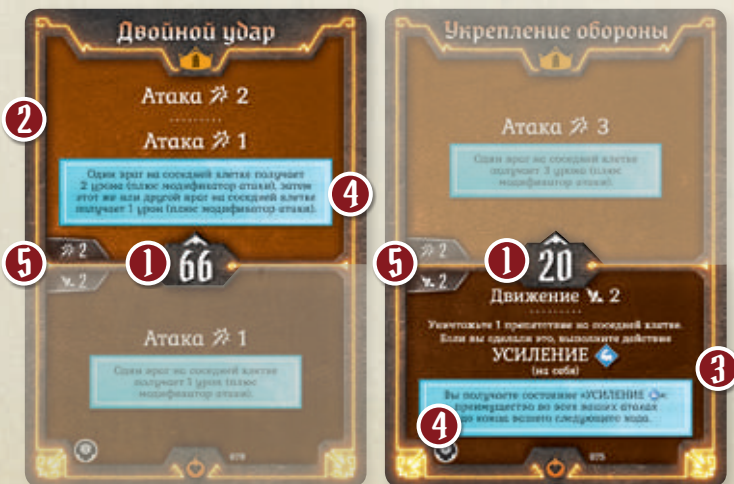 Двойной удар
Атака 2
Атака 1
Один враг на соседней клетке получает
2 урона (плюс модификатор атаки), затем
этот же или другой враг на соседней клетке
получает 1 урон (плюс модификатор атаки).
2
4
2
2
5
1
66
Атака 1
Один враг на соседней клетке
получает 1 урон (плюс
модификатор атаки).
079
Укрепление обороны
Атака 3
Один враг на соседней клетке
получает 3 урона (плюс
модификатор атаки).
2
2
5
1
20
Движение 2
Уничтожьте 1 препятствие на соседней клетке.
Если вы сделали это, выполните действие
УСИЛЕНИЕ
(на себя)
3
Вы получаете состояние «УСИЛЕНИЕ»:
преимущество во всех ваших атаках
до конца вашего следующего хода.
4
075